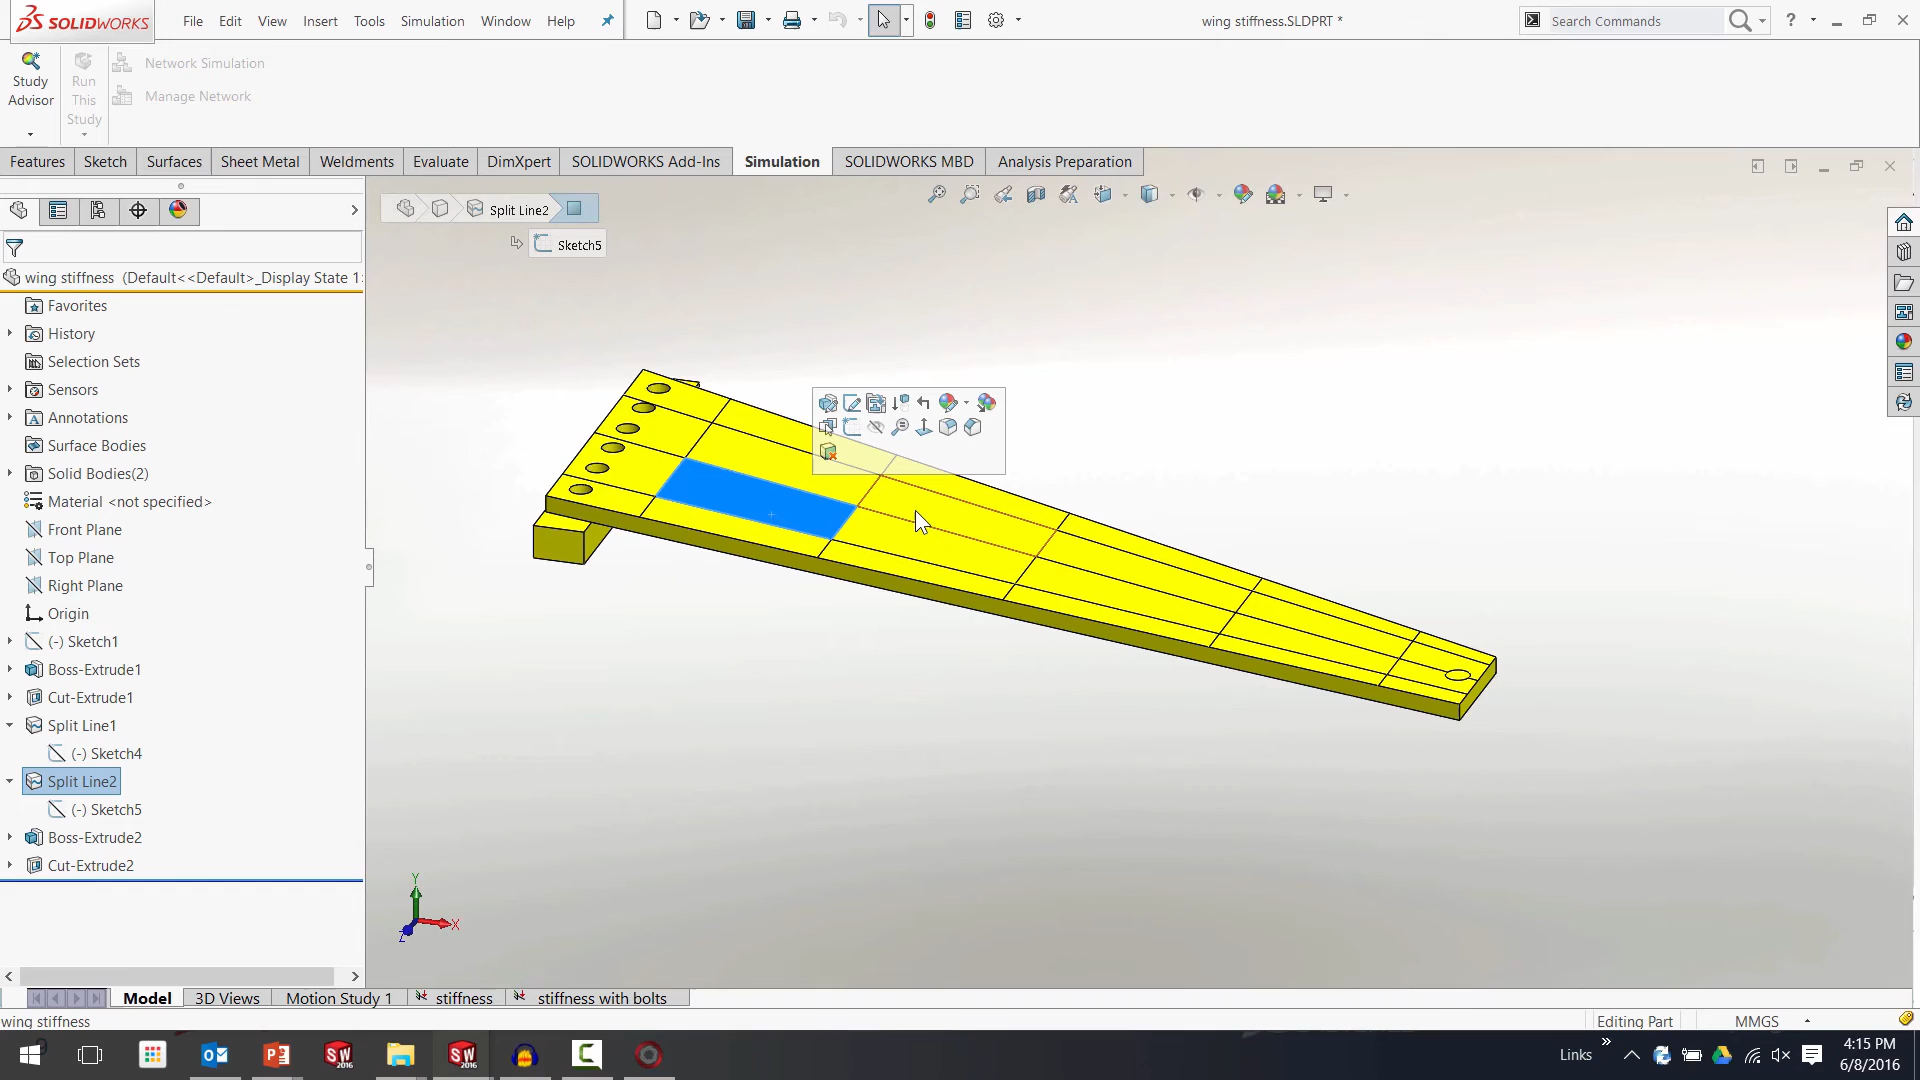 SOLIDWORKS
File Edit View Insert Tools Simulation Window Help
wing stiffness.SLDPRT *
Search Commands
Study Advisor
Run This Study
Network Simulation
Manage Network
Features Sketch Surfaces Sheet Metal Weldments Evaluate DimXpert SOLIDWORKS Add-Ins Simulation SOLIDWORKS MBD Analysis Preparation
Split Line2
Sketch5
wing stiffness (Default<<Default>_Display State 1
Favorites
History
Selection Sets
Sensors
Annotations
Surface Bodies
Solid Bodies(2)
Material <not specified>
Front Plane
Top Plane
Right Plane
Origin
(-) Sketch1
Boss-Extrude1
Cut-Extrude1
Split Line1
(-) Sketch4
Split Line2
(-) Sketch5
Boss-Extrude2
Cut-Extrude2
Y
X
Z
Model 3D Views Motion Study 1 stiffness stiffness with bolts
wing stiffness
Editing Part
MMGS
Links
4:15 PM
6/8/2016